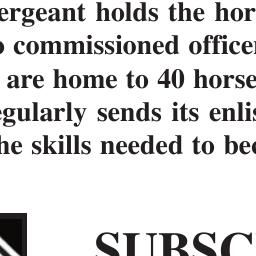 ergeant holds the hor
o commissioned office
are home to 40 horse
egularly sends its enlis
he skills needed to bec
SUBSC